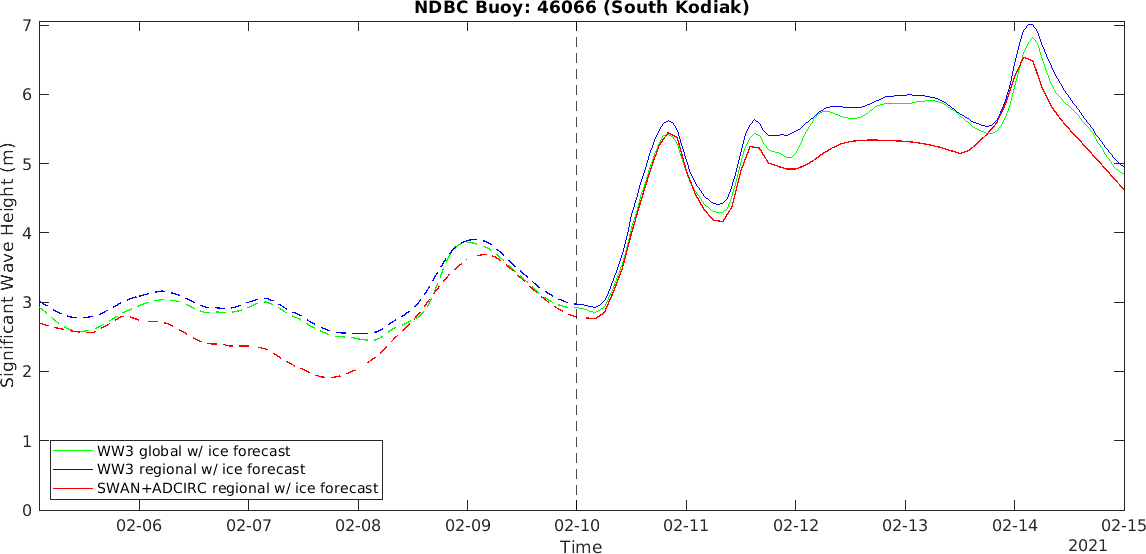 NDBC Buoy: 46066 (South Kodiak)
Significant Wave Height (m)
7
6
5
4
3
2
1
0
WW3 global w/ ice forecast
WW3 regional w/ ice forecast
SWAN+ADCIRC regional w/ ice forecast
02-06 02-07 02-08 02-09 02-10 02-11 02-12 02-13 02-14 02-15
Time
2021